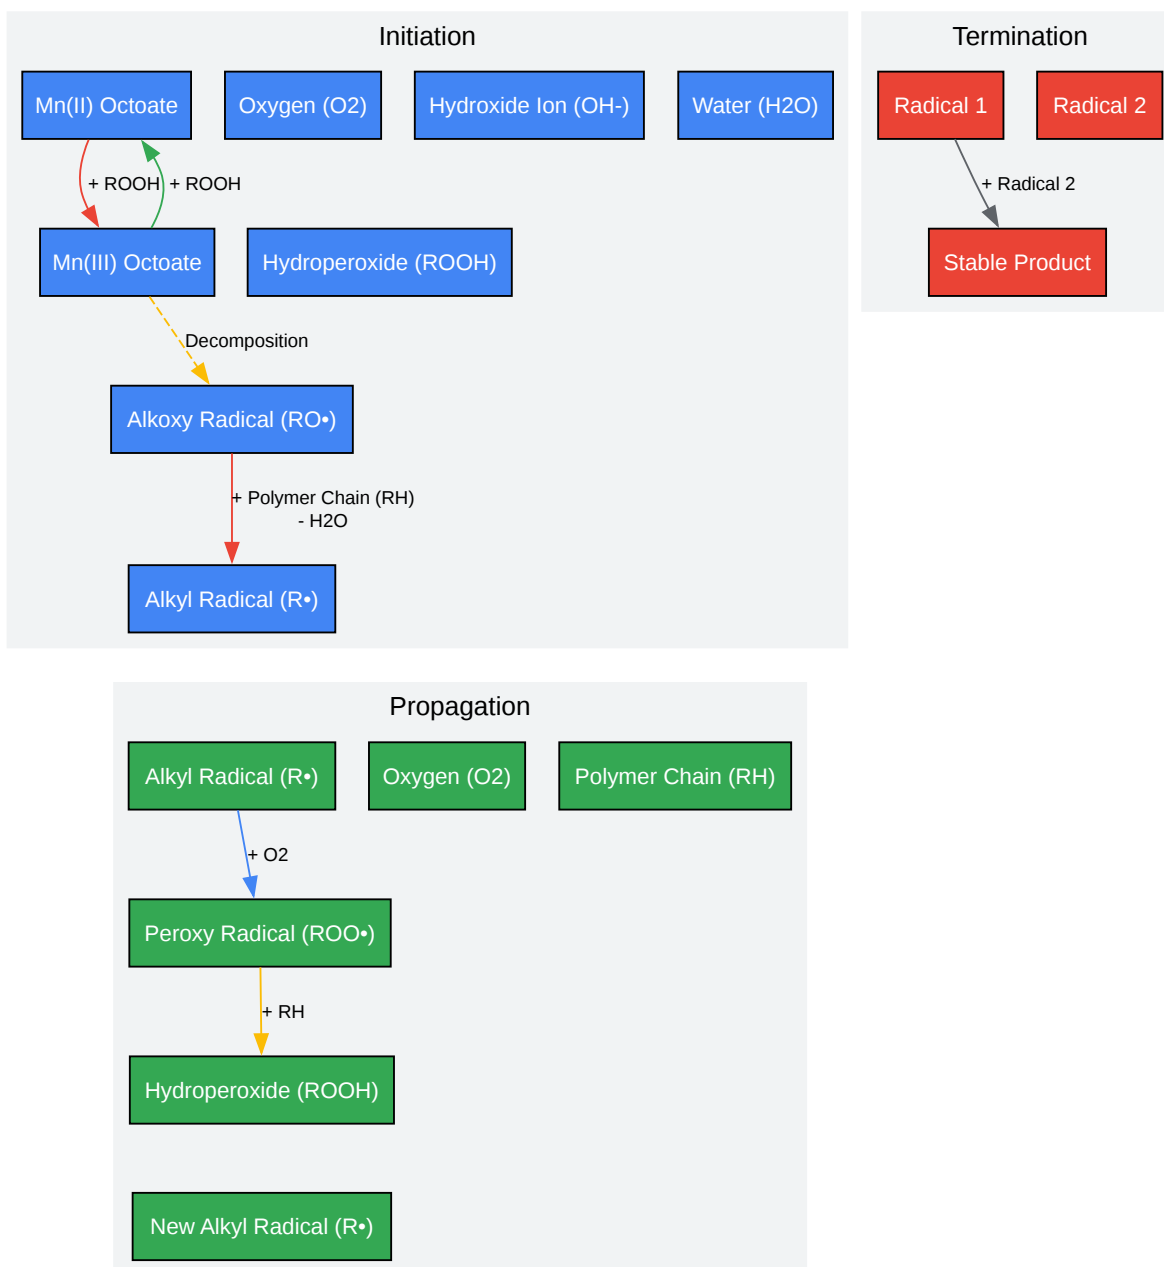 Initiation
Mn(II) Octoate
Oxygen (O2)
Hydroxide Ion (OH-)
Water (H2O)
+ ROOH
+ ROOH
Mn(III) Octoate
Hydroperoxide (ROOH)
Decomposition
Alkoxy Radical (RO•)
+ Polymer Chain (RH)
- H2O
Alkyl Radical (R•)
Termination
Radical 1
Radical 2
+ Radical 2
Stable Product
Propagation
Alkyl Radical (R•)
Oxygen (O2)
Polymer Chain (RH)
+ O2
Peroxy Radical (ROO•)
+ RH
Hydroperoxide (ROOH)
New Alkyl Radical (R•)